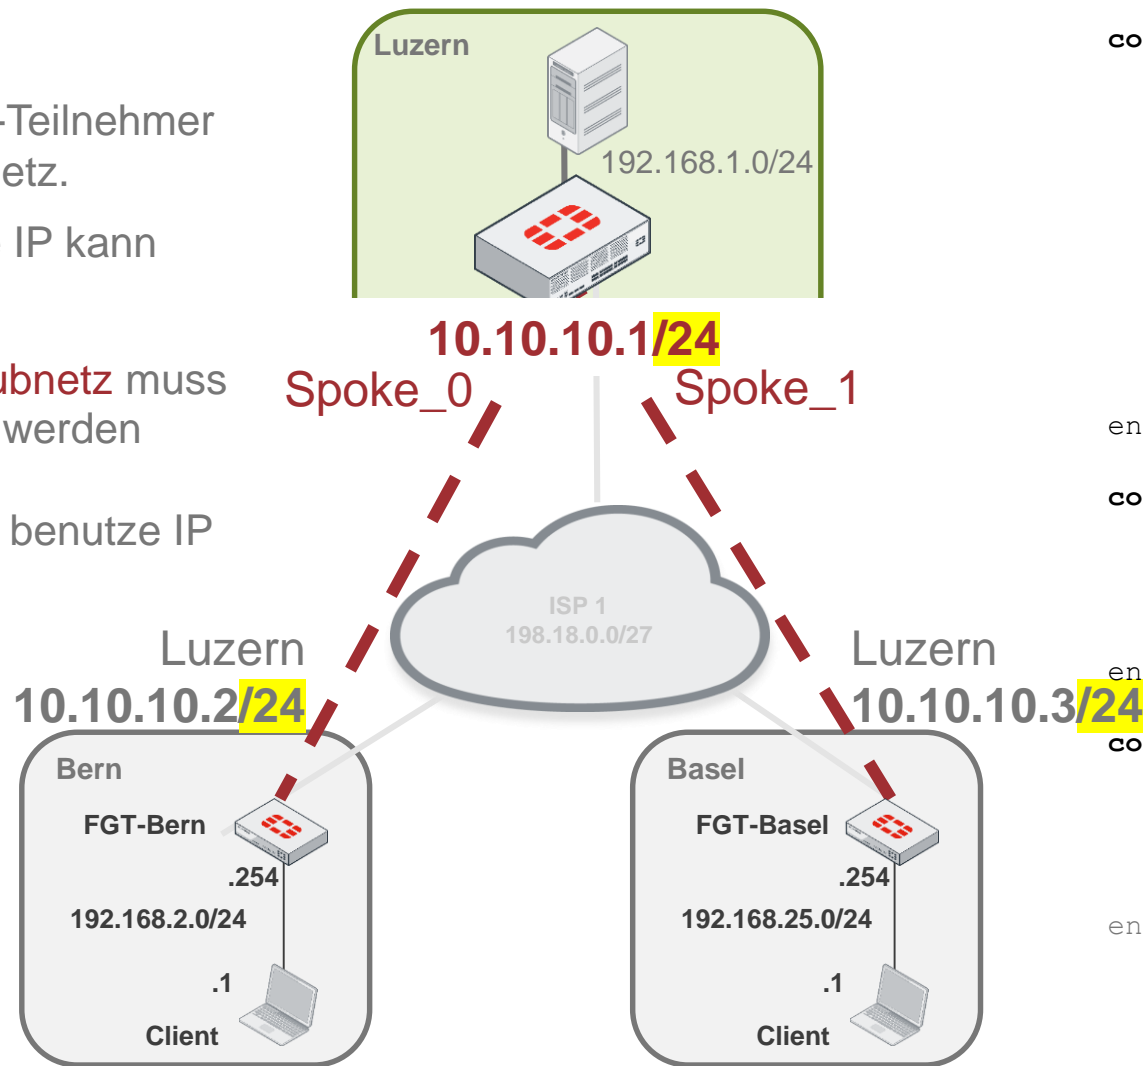 -Teilnehmer
etz.
IP kann
ubnetz muss
werden
benutze IP
Luzern
192.168.1.0/24
10.10.10.1/24
Spoke_0
Spoke_1
ISP 1
198.18.0.0/27
Luzern
10.10.10.2/24
Luzern
10.10.10.3/24
Bern
FGT-Bern
.254
192.168.2.0/24
.1
Client
Basel
FGT-Basel
.254
192.168.25.0/24
.1
Client
co
en
co
en
co
en